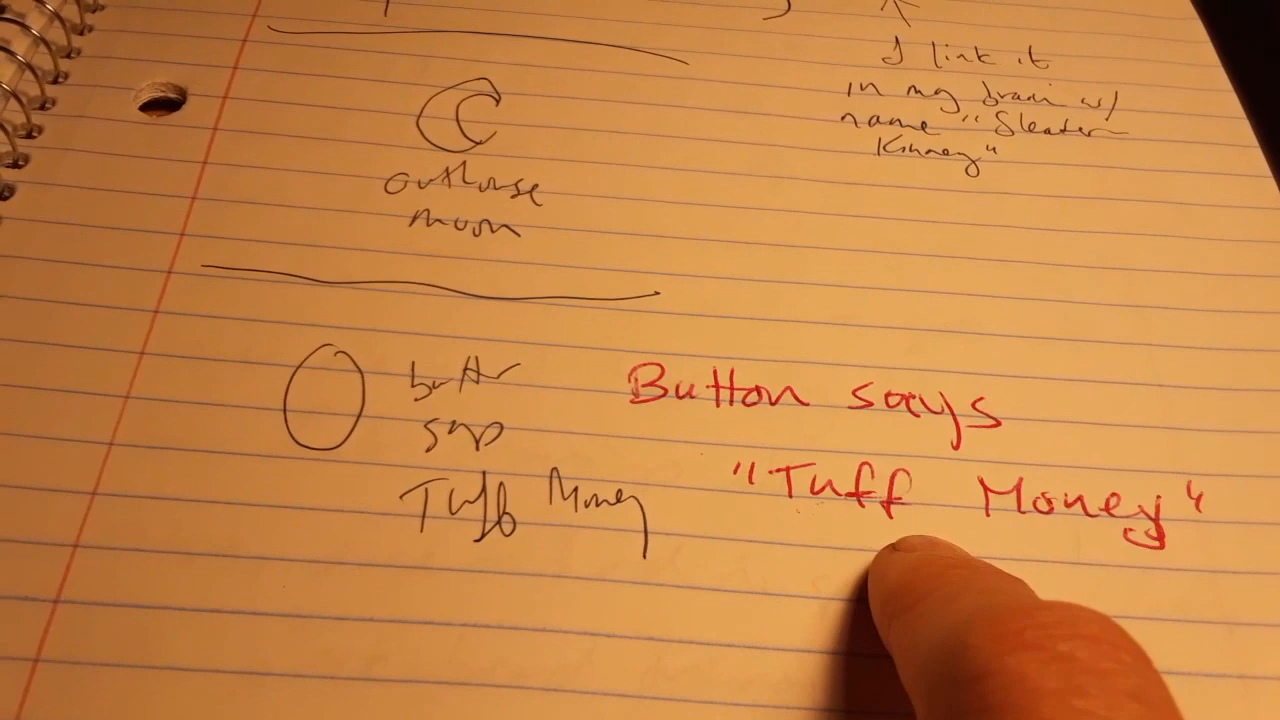 I link it
in my brain w/
name "Sleater
Kinney"
outhouse
moon
button
says
Tuff Money
Button says
"Tuff Money"